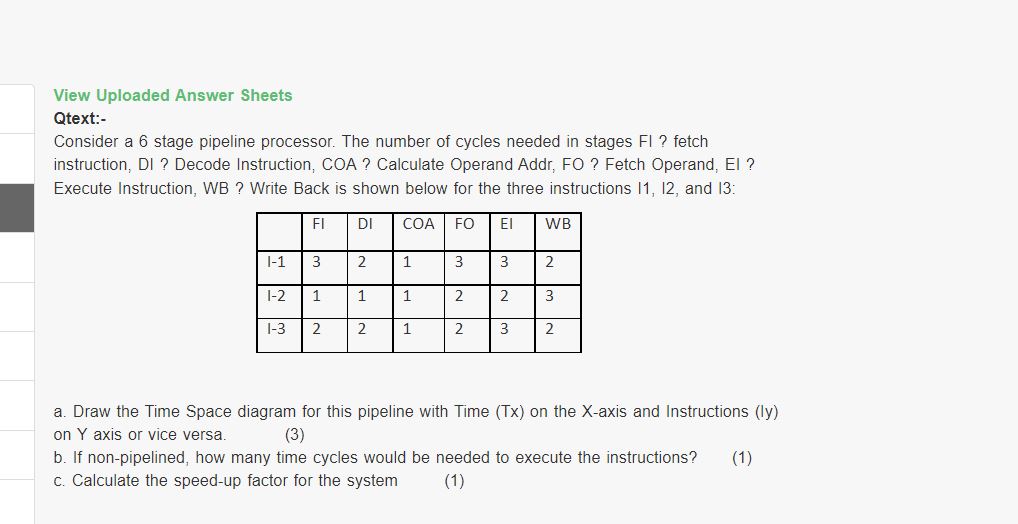 View Uploaded Answer Sheets
Qtext:-
Consider a 6 stage pipeline processor. The number of cycles needed in stages FI ? fetch
instruction, DI ? Decode Instruction, COA ? Calculate Operand Addr, FO ? Fetch Operand, EI ?
Execute Instruction, WB ? Write Back is shown below for the three instructions I1, I2, and I3:
FI DI COA FO EI WB
I-1 3 2 1 3 3 2
I-2 1 1 1 2 2 3
I-3 2 2 1 2 3 2
a. Draw the Time Space diagram for this pipeline with Time (Tx) on the X-axis and Instructions (Iy)
on Y axis or vice versa. (3)
b. If non-pipelined, how many time cycles would be needed to execute the instructions? (1)
c. Calculate the speed-up factor for the system (1)